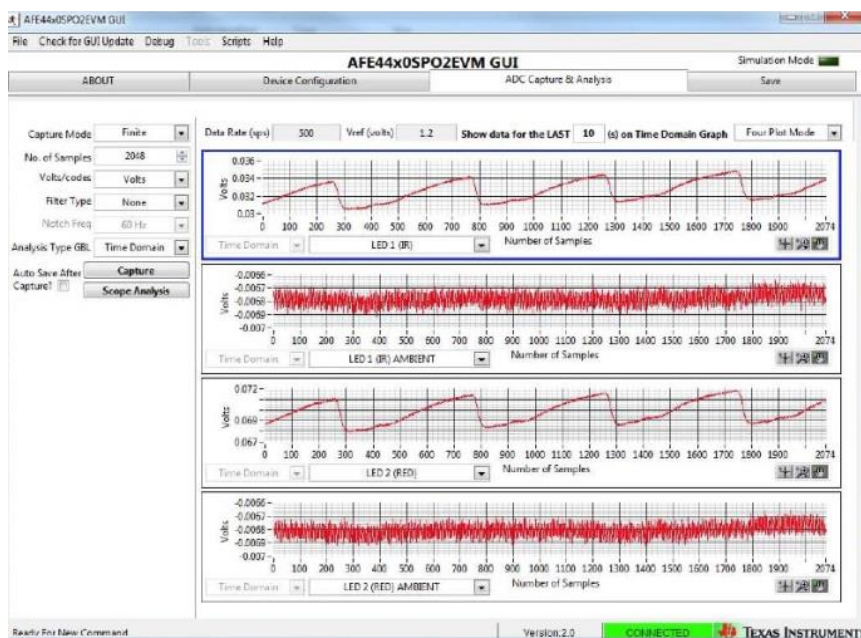 AFE44x0SPO2EVM GUI
File Check for GUI Update Debug Tools Scripts Help
AFE44x0SPO2EVM GUI
Simulation Mode
ABOUT Device Configuration ADC Capture & Analysis Save
Capture Mode Finite
No. of Samples 2048
Volts/codes Volts
Filter Type None
Notch Freq 60 Hz
Analysis Type GBL Time Domain
Auto Save After Capture
Capture? Scope Analysis
Data Rate (sps) 500 Vref (volts) 1.2 Show data for the LAST 10 (s) on Time Domain Graph Four Plot Mode
Volts
0.036
0.034
0.032
0.03
0 100 200 300 400 500 600 700 800 900 1000 1100 1200 1300 1400 1500 1600 1700 1800 1900 2074
Time Domain LED 1 (IR) Number of Samples
Volts
-0.0066
-0.0067
-0.0068
-0.0069
-0.007
0 100 200 300 400 500 600 700 800 900 1000 1100 1200 1300 1400 1500 1600 1700 1800 1900 2074
Time Domain LED 1 (IR) AMBIENT Number of Samples
Volts
0.072
0.069
0.067
0 100 200 300 400 500 600 700 800 900 1000 1100 1200 1300 1400 1500 1600 1700 1800 1900 2074
Time Domain LED 2 (RED) Number of Samples
Volts
-0.0066
-0.0067
-0.0068
-0.0069
-0.007
0 100 200 300 400 500 600 700 800 900 1000 1100 1200 1300 1400 1500 1600 1700 1800 1900 2074
Time Domain LED 2 (RED) AMBIENT Number of Samples
Ready For New Command Version:2.0 CONNECTED TEXAS INSTRUMENT